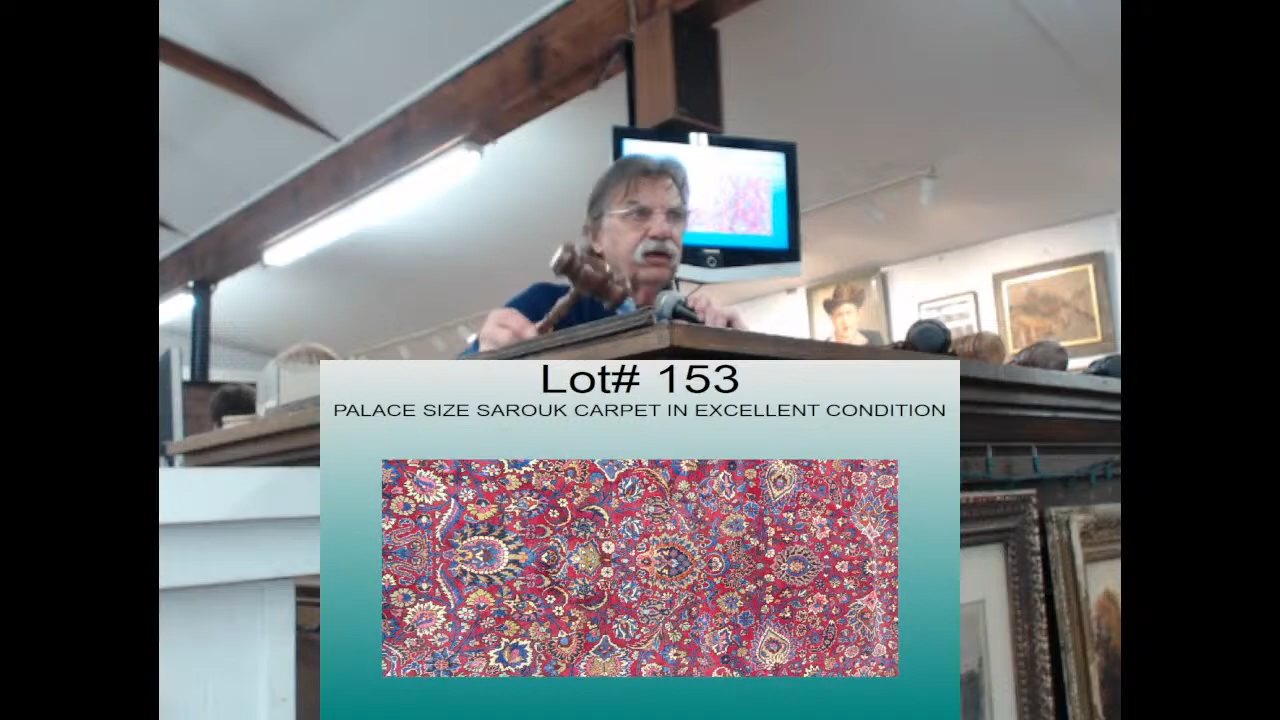 Lot# 153
PALACE SIZE SAROUK CARPET IN EXCELLENT CONDITION